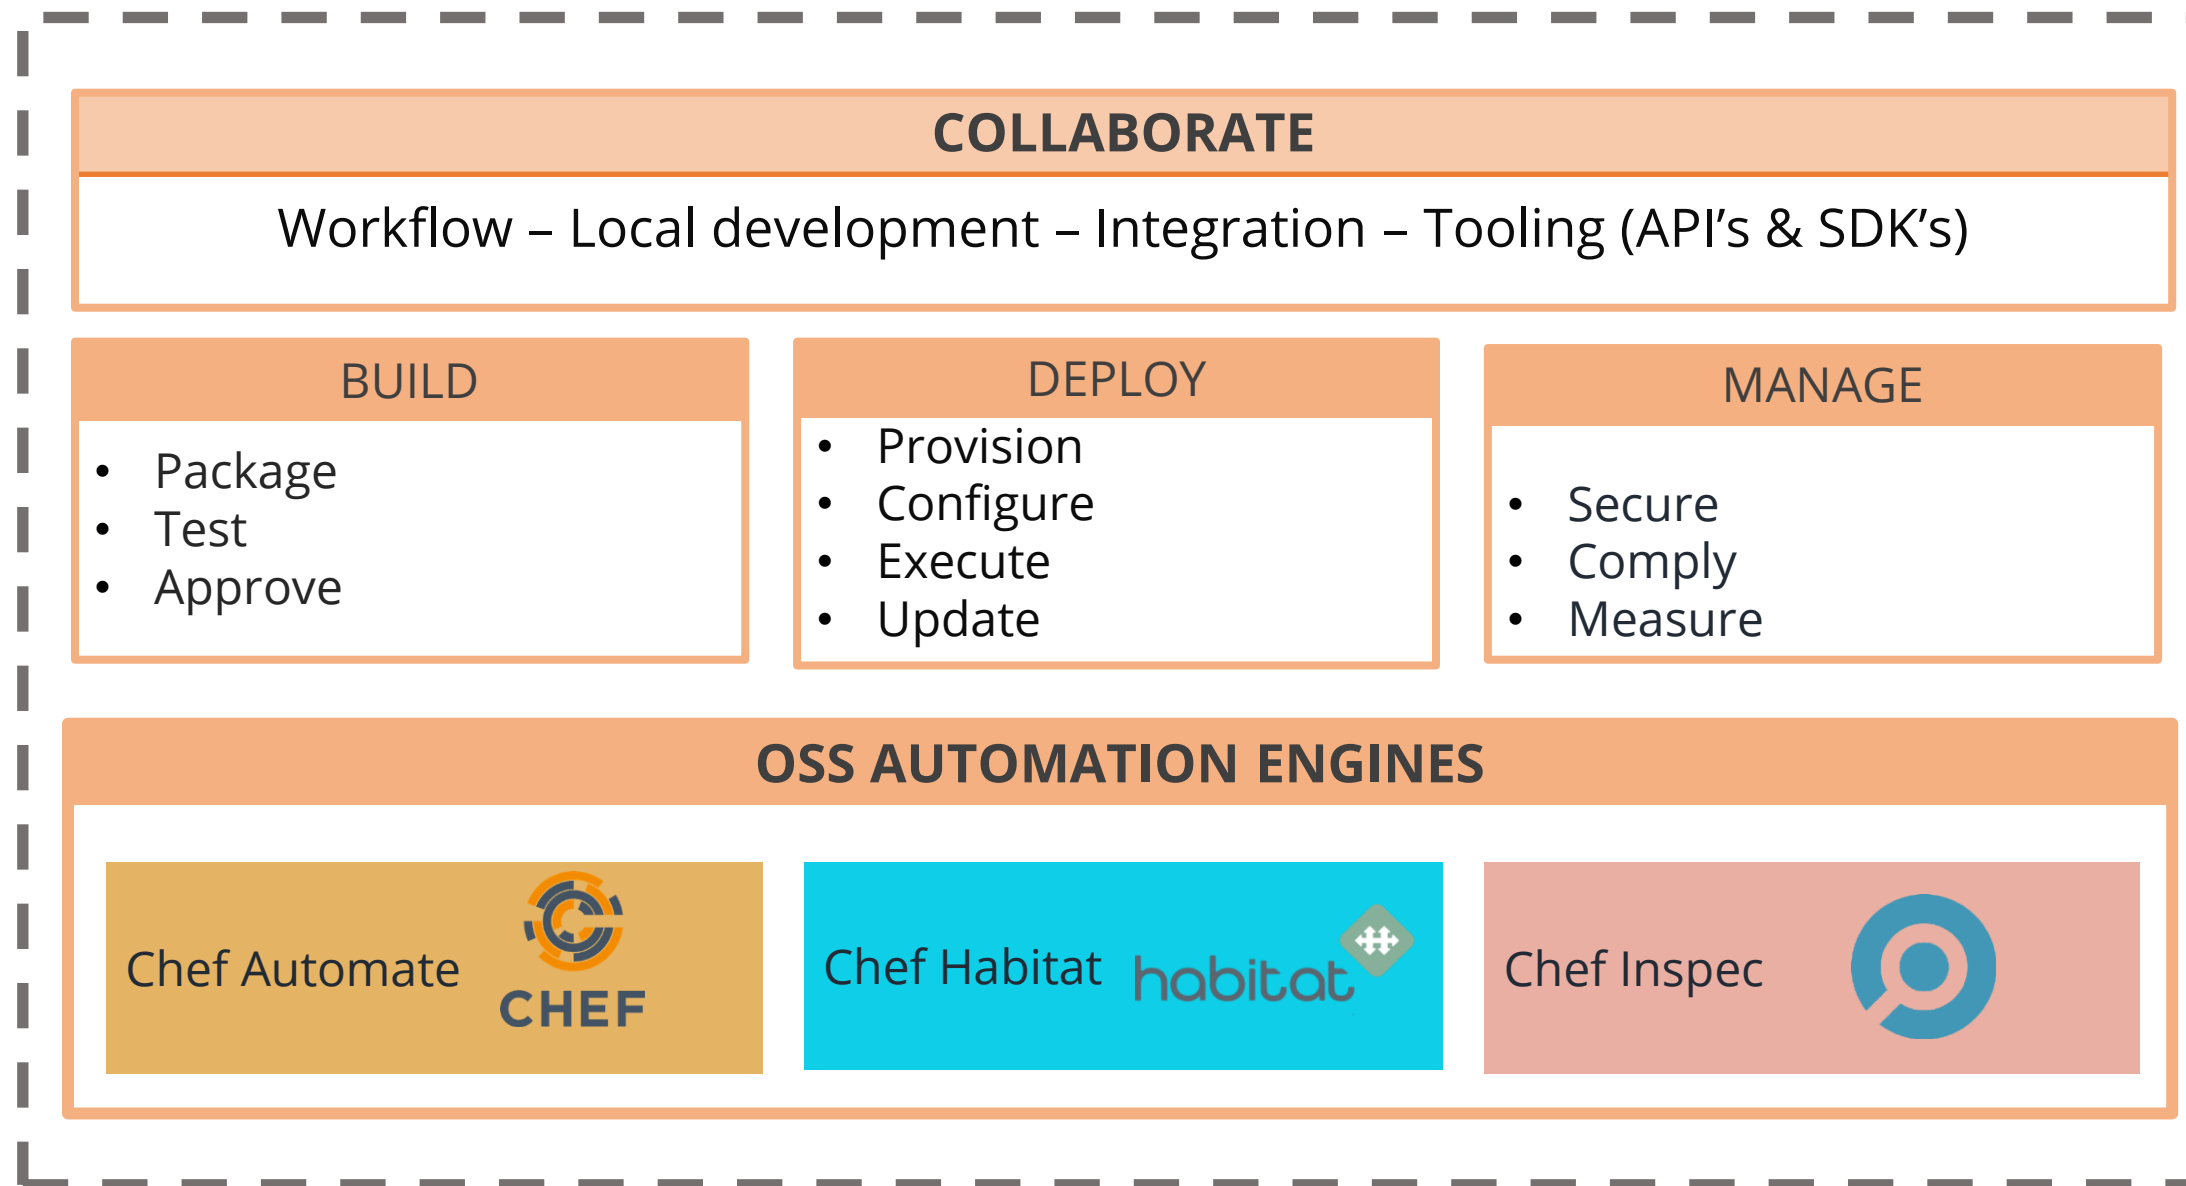 COLLABORATE
Workflow – Local development – Integration – Tooling (API’s & SDK’s)
BUILD
• Package
• Test
• Approve
DEPLOY
• Provision
• Configure
• Execute
• Update
MANAGE
• Secure
• Comply
• Measure
OSS AUTOMATION ENGINES
Chef Automate
CHEF
Chef Habitat
habitat
Chef Inspec